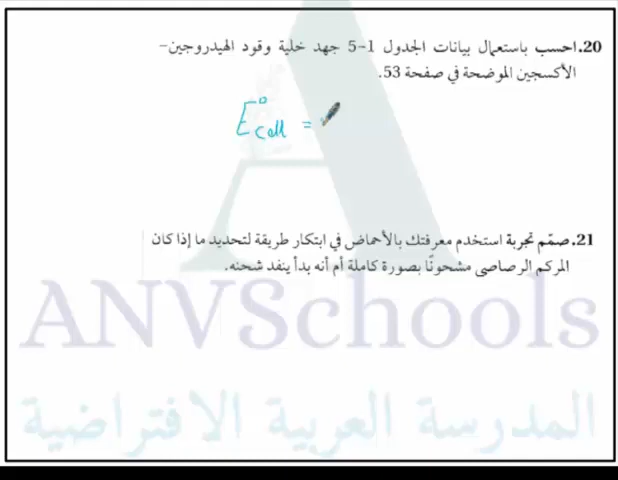 20.احسب باستعمال بيانات الجدول 1-5 جهد خلية وقود الهيدروجين-
الأكسجين الموضحة في صفحة 53.
E°cell =
21.صمّم تجربة استخدم معرفتك بالأحماض في ابتكار طريقة لتحديد ما إذا كان
المركم الرصاصي مشحونًا بصورة كاملة أم أنه بدأ ينفد شحنه.
ANVSchools
المدرسة العربية الافتراضية